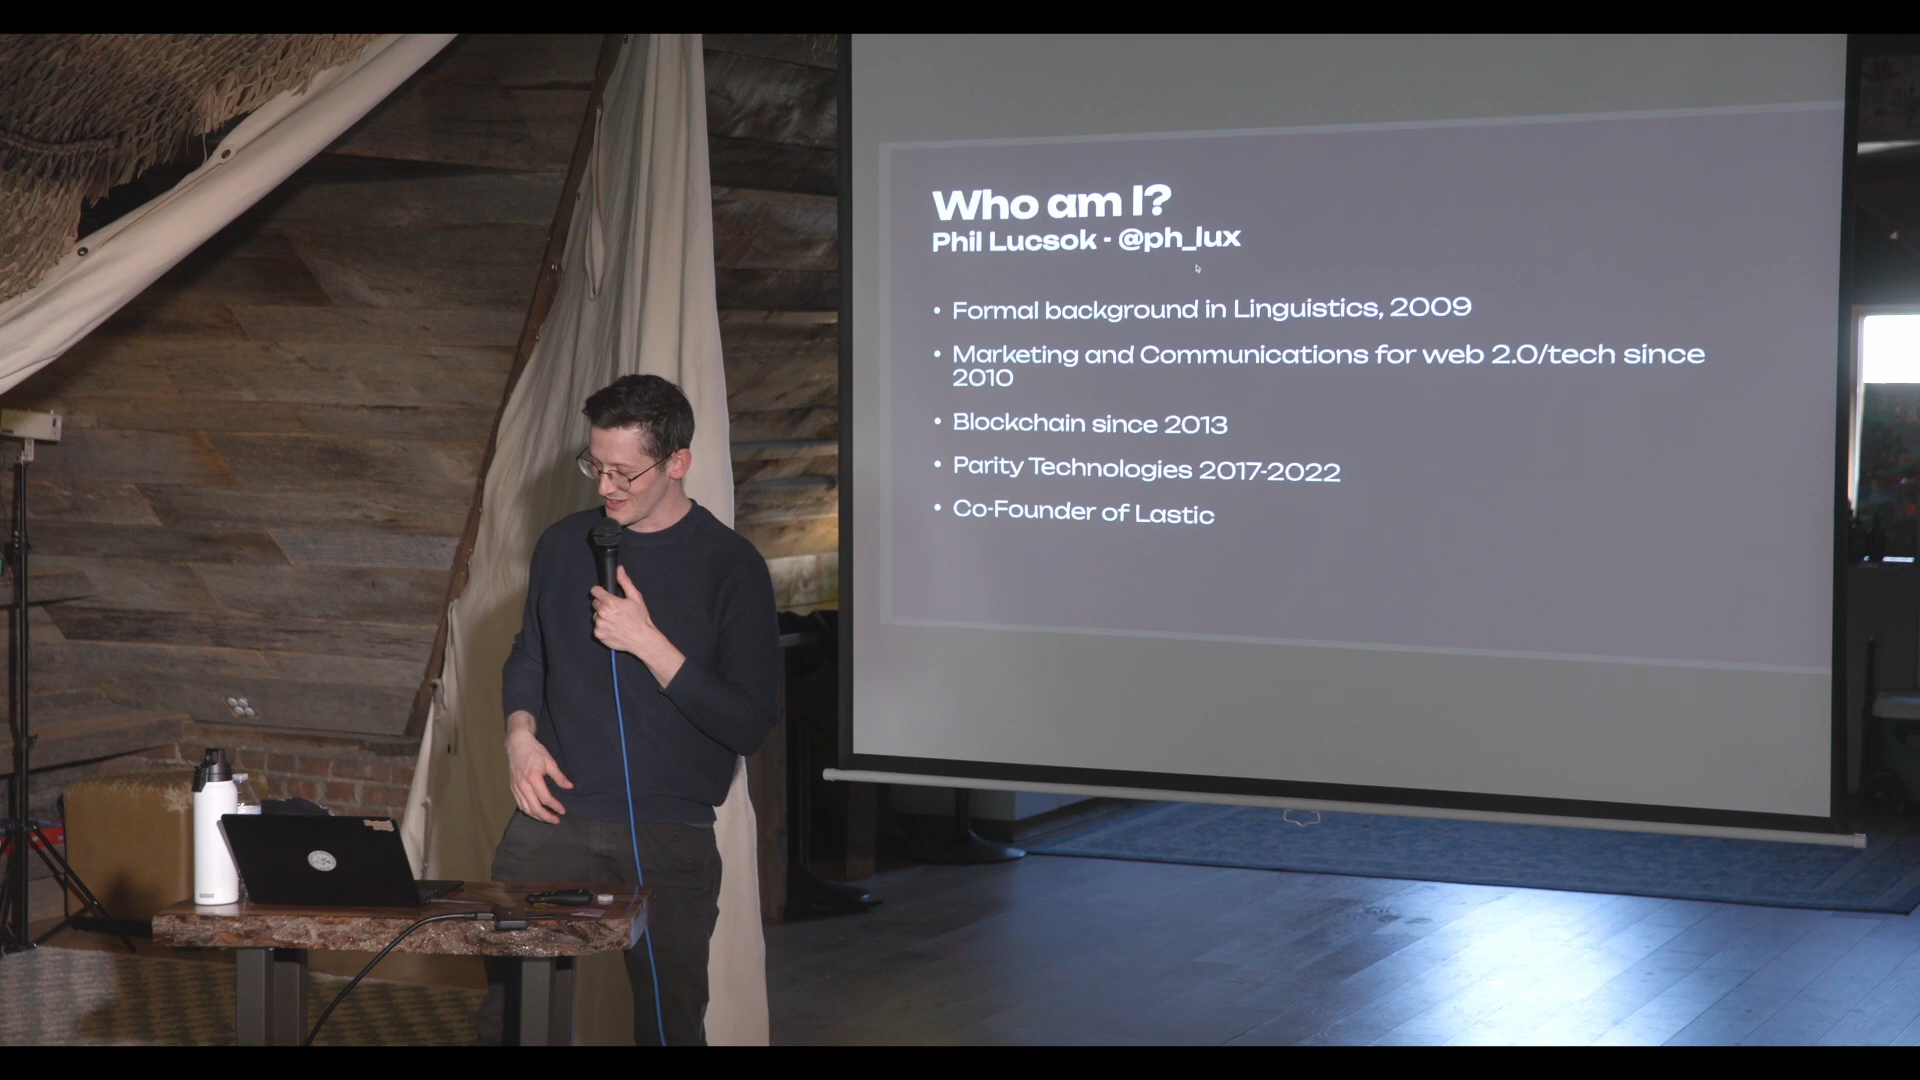 Who am I?
Phil Lucsok - @ph_lux
• Formal background in Linguistics, 2009
• Marketing and Communications for web 2.0/tech since
2010
• Blockchain since 2013
• Parity Technologies 2017-2022
• Co-Founder of Lastic